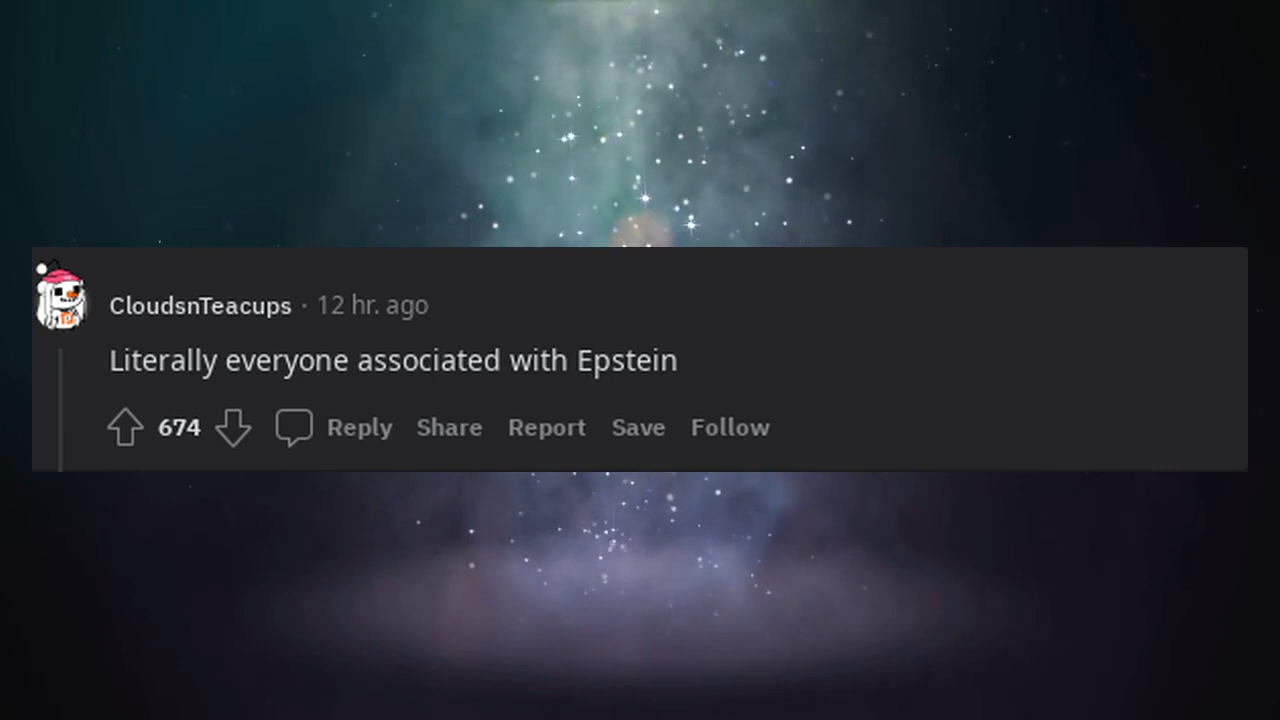 CloudsnTeacups · 12 hr. ago
Literally everyone associated with Epstein
674 Reply Share Report Save Follow